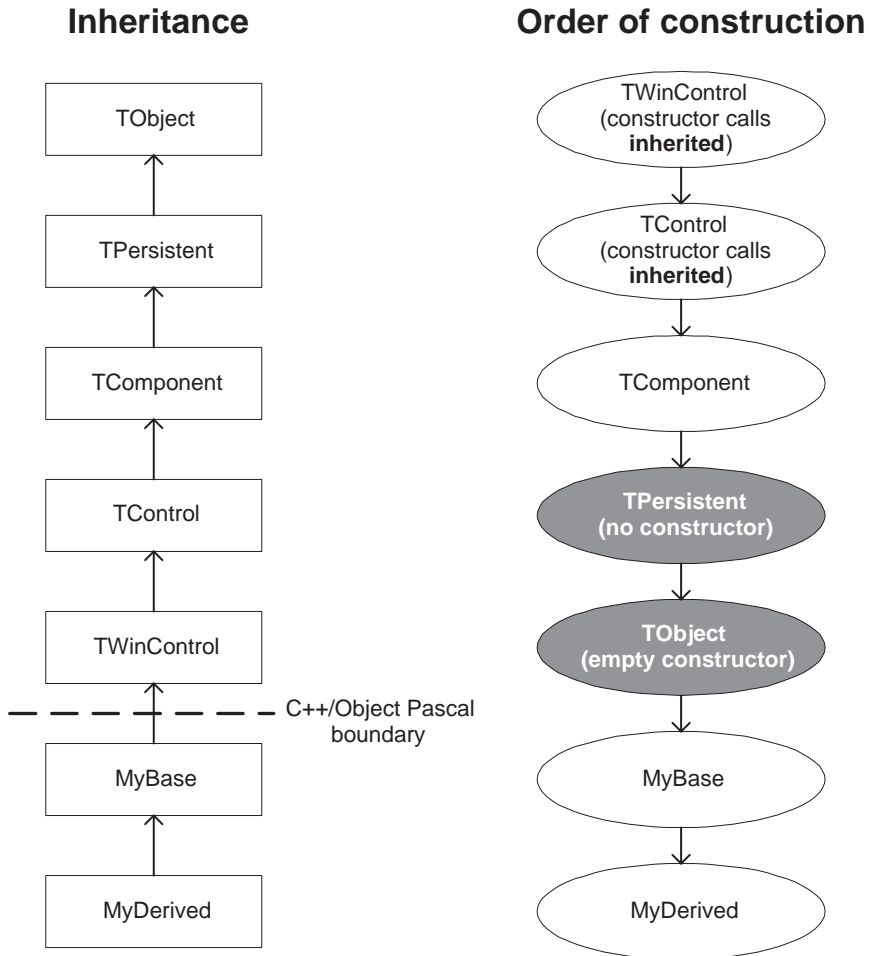 Inheritance
TObject
TPersistent
TComponent
TControl
TWinControl
C++/Object Pascal
boundary
MyBase
MyDerived
Order of construction
TWinControl
(constructor calls
inherited)
TControl
(constructor calls
inherited)
TComponent
TPersistent
(no constructor)
TObject
(empty constructor)
MyBase
MyDerived